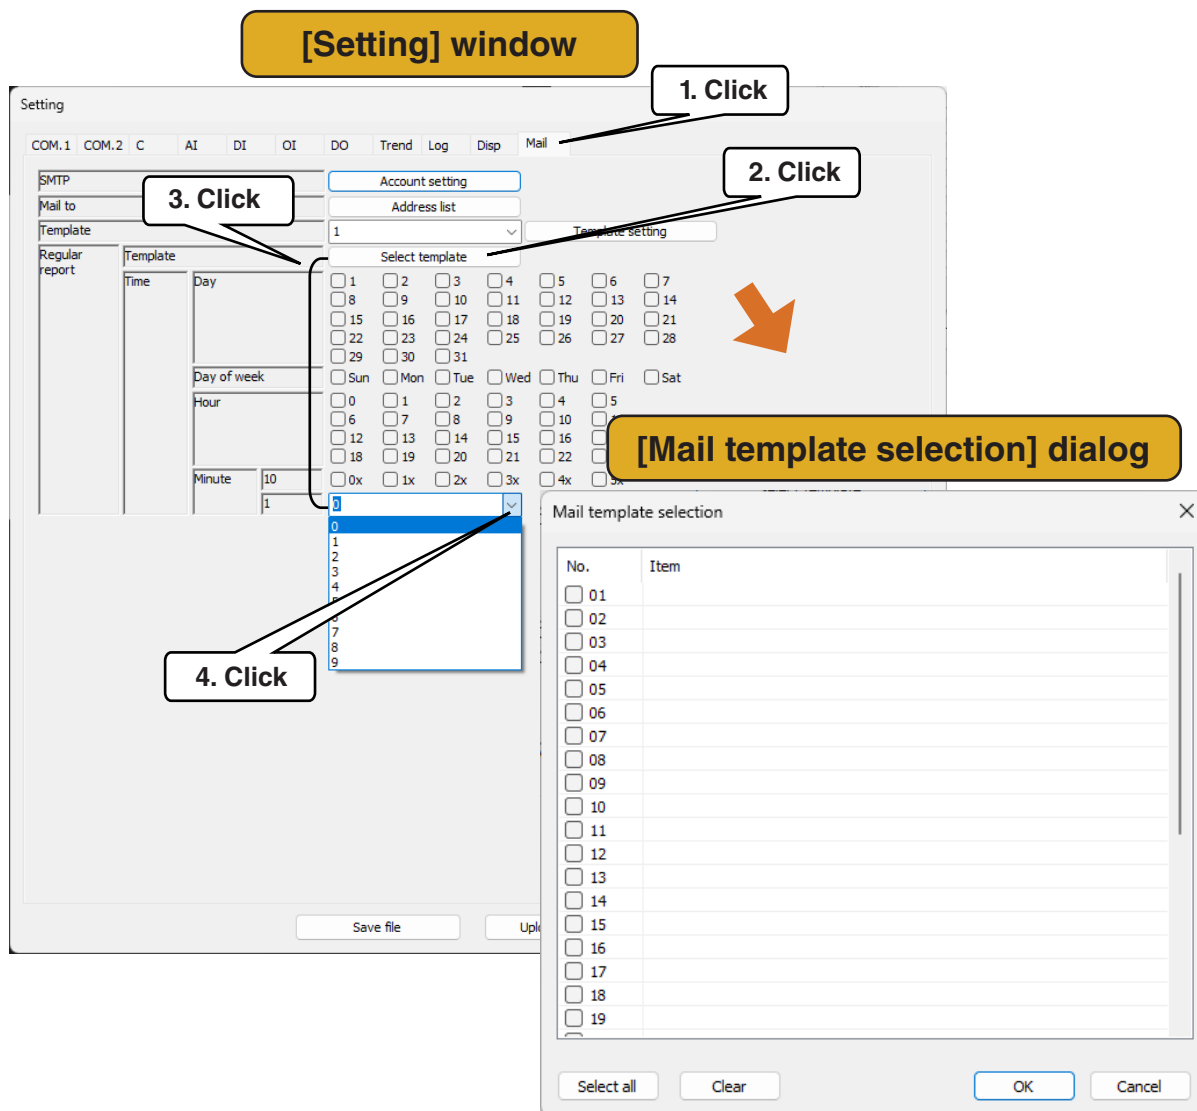 [Setting] window
1. Click
Setting
COM.1 COM.2 C AI DI OI DO Trend Log Disp Mail
2. Click
SMTP Account setting
3. Click
Mail to Address list
Template 1 Template setting
Regular report Template Select template
Time Day 1 2 3 4 5 6 7
8 9 10 11 12 13 14
15 16 17 18 19 20 21
22 23 24 25 26 27 28
29 30 31
Day of week Sun Mon Tue Wed Thu Fri Sat
Hour 0 1 2 3 4 5
6 7 8 9 10
12 13 14 15 16
18 19 20 21 22
Minute 10 0x 1x 2x 3x 4x 5x
1 0
0
1
2
3
4
5
6
7
8
9
4. Click
Save file
[Mail template selection] dialog
Mail template selection
No. Item
01
02
03
04
05
06
07
08
09
10
11
12
13
14
15
16
17
18
19
Select all Clear OK Cancel